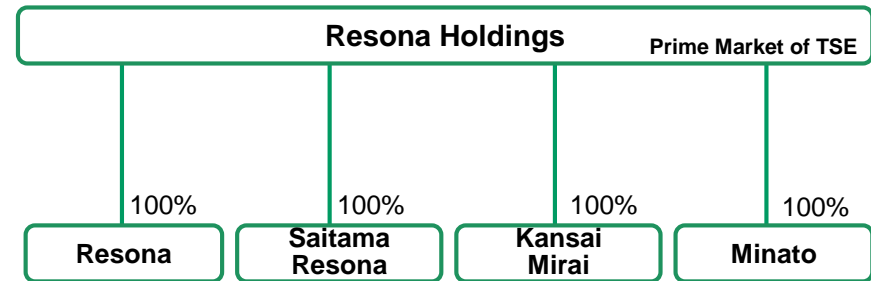 Resona Holdings
Prime Market of TSE
100%
100%
100%
100%
Resona
Saitama
Resona
Kansai
Mirai
Minato